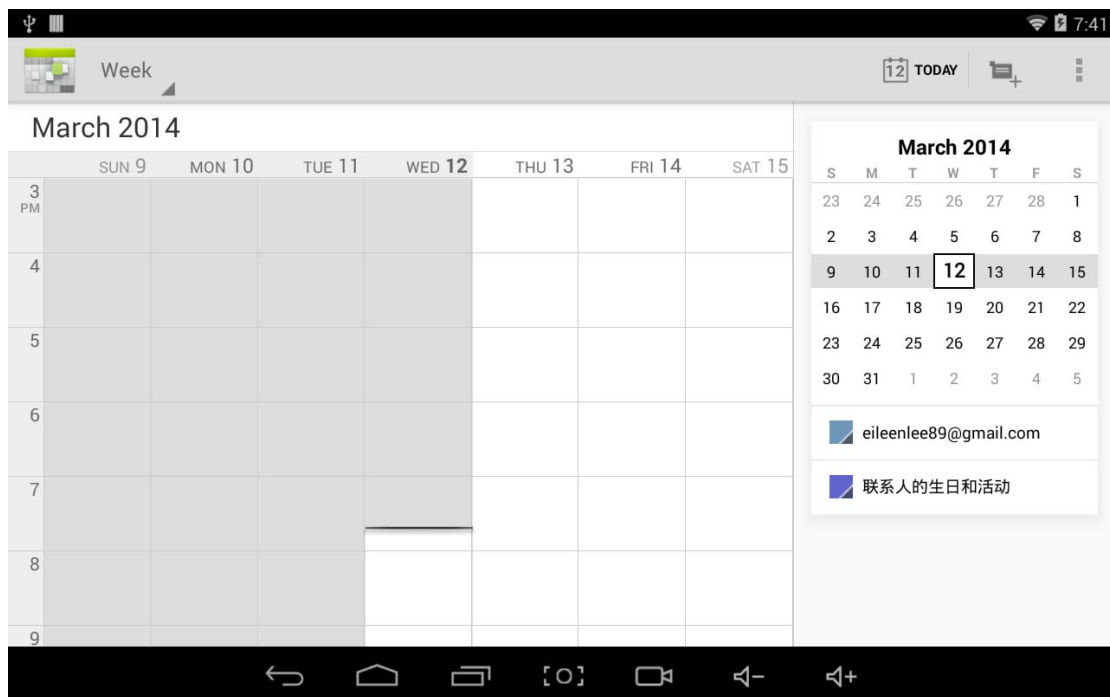 7:41
Week
12 TODAY
March 2014
SUN 9 MON 10 TUE 11 WED 12 THU 13 FRI 14 SAT 15
3
PM
4
5
6
7
8
9
March 2014
S M T W T F S
23 24 25 26 27 28 1
2 3 4 5 6 7 8
9 10 11 12 13 14 15
16 17 18 19 20 21 22
23 24 25 26 27 28 29
30 31 1 2 3 4 5
eileenlee89@gmail.com
联系人的生日和活动